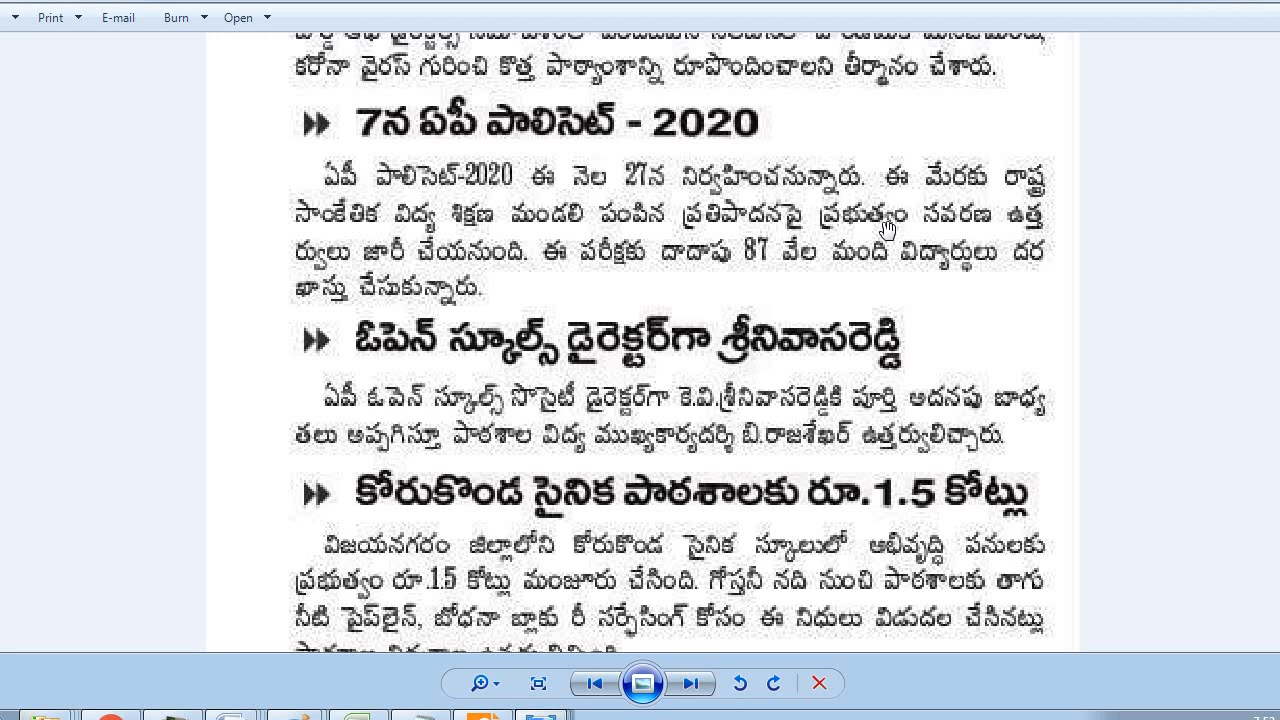 Print E-mail Burn Open
కరోనా వైరస్ గురించి కొత్త పాఠ్యాంశాన్ని రూపొందించాలని తీర్మానం చేశారు.
7న ఏపీ పాలిసెట్ - 2020
ఏపీ పాలిసెట్-2020 ఈ నెల 27న నిర్వహించనున్నారు. ఈ మేరకు రాష్ట్ర
సాంకేతిక విద్య శిక్షణ మండలి పంపిన ప్రతిపాదనపై ప్రభుత్వం సవరణ ఉత్త
ర్వులు జారీ చేయనుంది. ఈ పరీక్షకు దాదాపు 87 వేల మంది విద్యార్థులు దర
ఖాస్తు చేసుకున్నారు.
ఓపెన్ స్కూల్స్ డైరెక్టర్‌గా శ్రీనివాసరెడ్డి
ఏపీ ఓపెన్ స్కూల్స్ సొసైటీ డైరెక్టర్‌గా కె.వి.శ్రీనివాసరెడ్డికి పూర్తి అదనపు బాధ్య
తలు అప్పగిస్తూ పాఠశాల విద్య ముఖ్యకార్యదర్శి బి.రాజశేఖర్ ఉత్తర్వులిచ్చారు.
కోరుకొండ సైనిక పాఠశాలకు రూ.1.5 కోట్లు
విజయనగరం జిల్లాలోని కోరుకొండ సైనిక స్కూలులో అభివృద్ధి పనులకు
ప్రభుత్వం రూ.1.5 కోట్లు మంజూరు చేసింది. గోస్తనీ నది నుంచి పాఠశాలకు తాగు
నీటి పైప్‌లైన్, బోధనా బ్లాకు రీ సర్ఫేసింగ్ కోసం ఈ నిధులు విడుదల చేసినట్లు